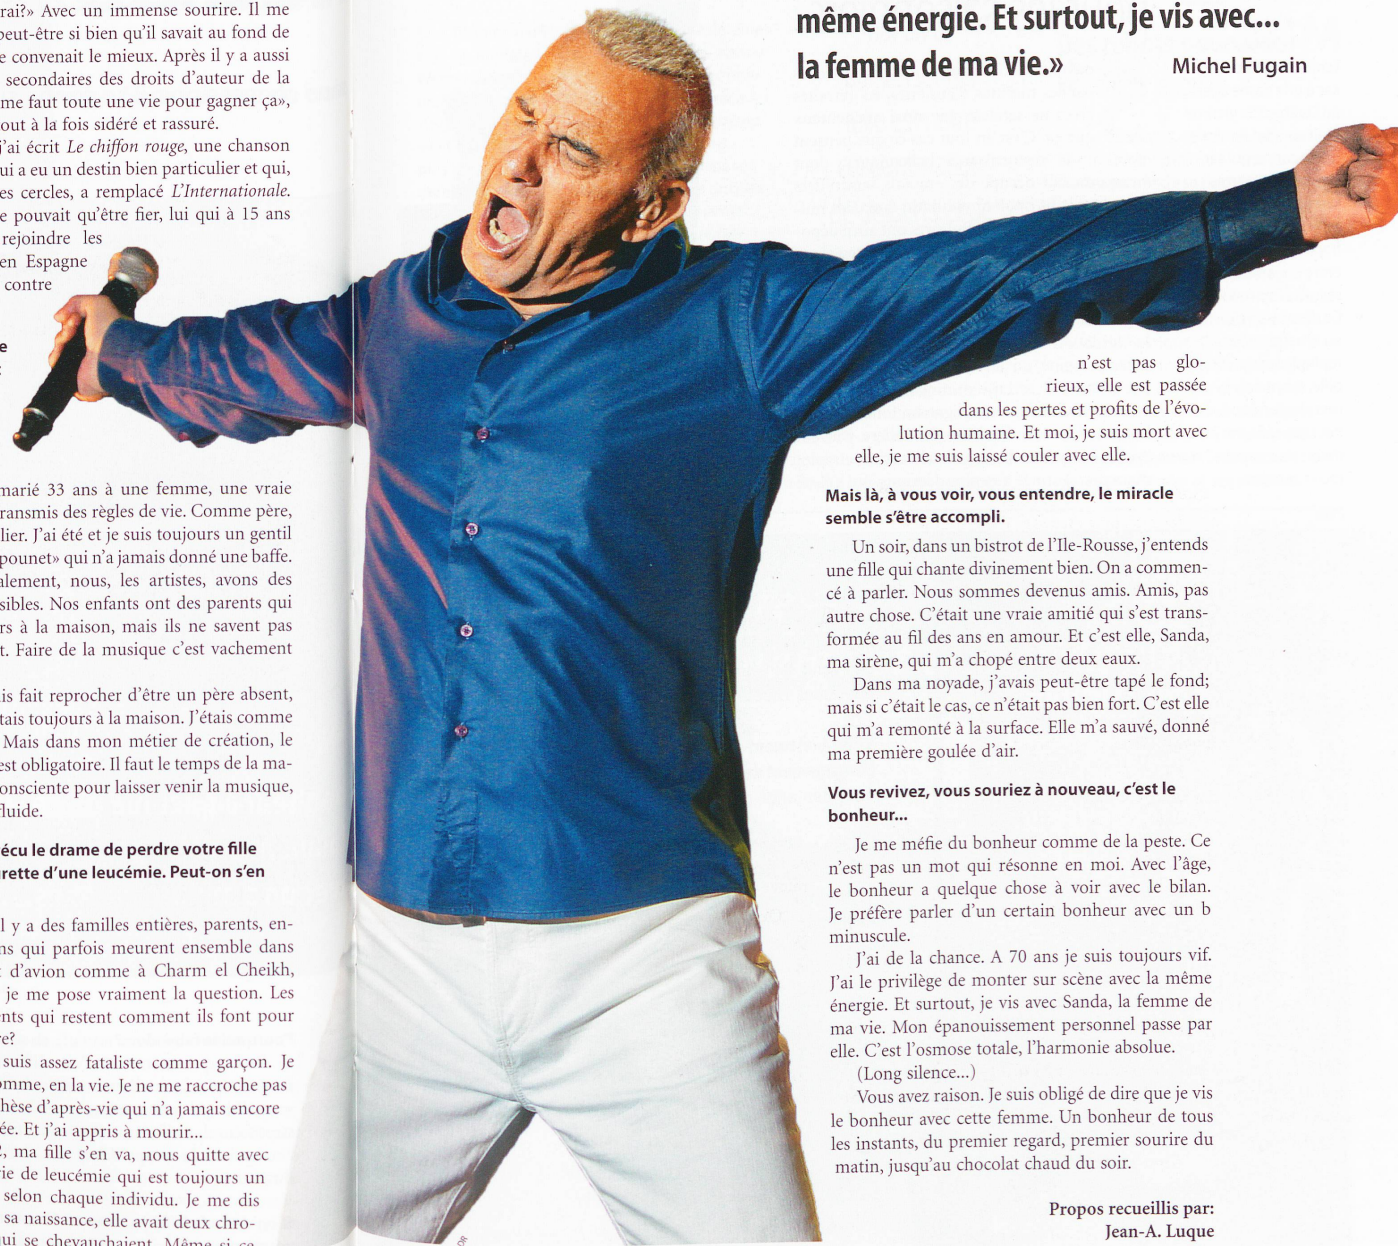 rai?» Avec un immense sourire. Il me
peut-être si bien qu'il savait au fond de
e convenait le mieux. Après il y a aussi
secondaires des droits d'auteur de la
me faut toute une vie pour gagner ça»,
out à la fois sidéré et rassuré.
j'ai écrit Le chiffon rouge, une chanson
ui a eu un destin bien particulier et qui,
es cercles, a remplacé L'Internationale.
e pouvait qu'être fier, lui qui à 15 ans
rejoindre les
en Espagne
contre
e
:
marié 33 ans à une femme, une vraie
ransmis des règles de vie. Comme père,
lier. J'ai été et je suis toujours un gentil
pounet» qui n'a jamais donné une baffe.
alement, nous, les artistes, avons des
sibles. Nos enfants ont des parents qui
rs à la maison, mais ils ne savent pas
t. Faire de la musique c'est vachement
is fait reprocher d'être un père absent,
tais toujours à la maison. J'étais comme
Mais dans mon métier de création, le
est obligatoire. Il faut le temps de la ma-
onsciente pour laisser venir la musique,
fluide.
écu le drame de perdre votre fille
rette d'une leucémie. Peut-on s'en
l y a des familles entières, parents, en-
ns qui parfois meurent ensemble dans
t d'avion comme à Charm el Cheikh,
je me pose vraiment la question. Les
ents qui restent comment ils font pour
re?
suis assez fataliste comme garçon. Je
omme, en la vie. Je ne me raccroche pas
hèse d'après-vie qui n'a jamais encore
ée. Et j'ai appris à mourir...
2, ma fille s'en va, nous quitte avec
ie de leucémie qui est toujours un
selon chaque individu. Je me dis
sa naissance, elle avait deux chro-
ui se chevauchaient. Même si ce
même énergie. Et surtout, je vis avec...
la femme de ma vie.»
Michel Fugain
n'est pas glo-
rieux, elle est passée
dans les pertes et profits de l'évo-
lution humaine. Et moi, je suis mort avec
elle, je me suis laissé couler avec elle.
Mais là, à vous voir, vous entendre, le miracle
semble s'être accompli.
Un soir, dans un bistrot de l'Ile-Rousse, j'entends
une fille qui chante divinement bien. On a commen-
cé à parler. Nous sommes devenus amis. Amis, pas
autre chose. C'était une vraie amitié qui s'est trans-
formée au fil des ans en amour. Et c'est elle, Sanda,
ma sirène, qui m'a chopé entre deux eaux.
Dans ma noyade, j'avais peut-être tapé le fond;
mais si c'était le cas, ce n'était pas bien fort. C'est elle
qui m'a remonté à la surface. Elle m'a sauvé, donné
ma première goulée d'air.
Vous revivez, vous souriez à nouveau, c'est le
bonheur...
Je me méfie du bonheur comme de la peste. Ce
n'est pas un mot qui résonne en moi. Avec l'âge,
le bonheur a quelque chose à voir avec le bilan.
Je préfère parler d'un certain bonheur avec un b
minuscule.
J'ai de la chance. A 70 ans je suis toujours vif.
J'ai le privilège de monter sur scène avec la même
énergie. Et surtout, je vis avec Sanda, la femme de
ma vie. Mon épanouissement personnel passe par
elle. C'est l'osmose totale, l'harmonie absolue.
(Long silence...)
Vous avez raison. Je suis obligé de dire que je vis
le bonheur avec cette femme. Un bonheur de tous
les instants, du premier regard, premier sourire du
matin, jusqu'au chocolat chaud du soir.
Propos recueillis par:
Jean-A. Luque